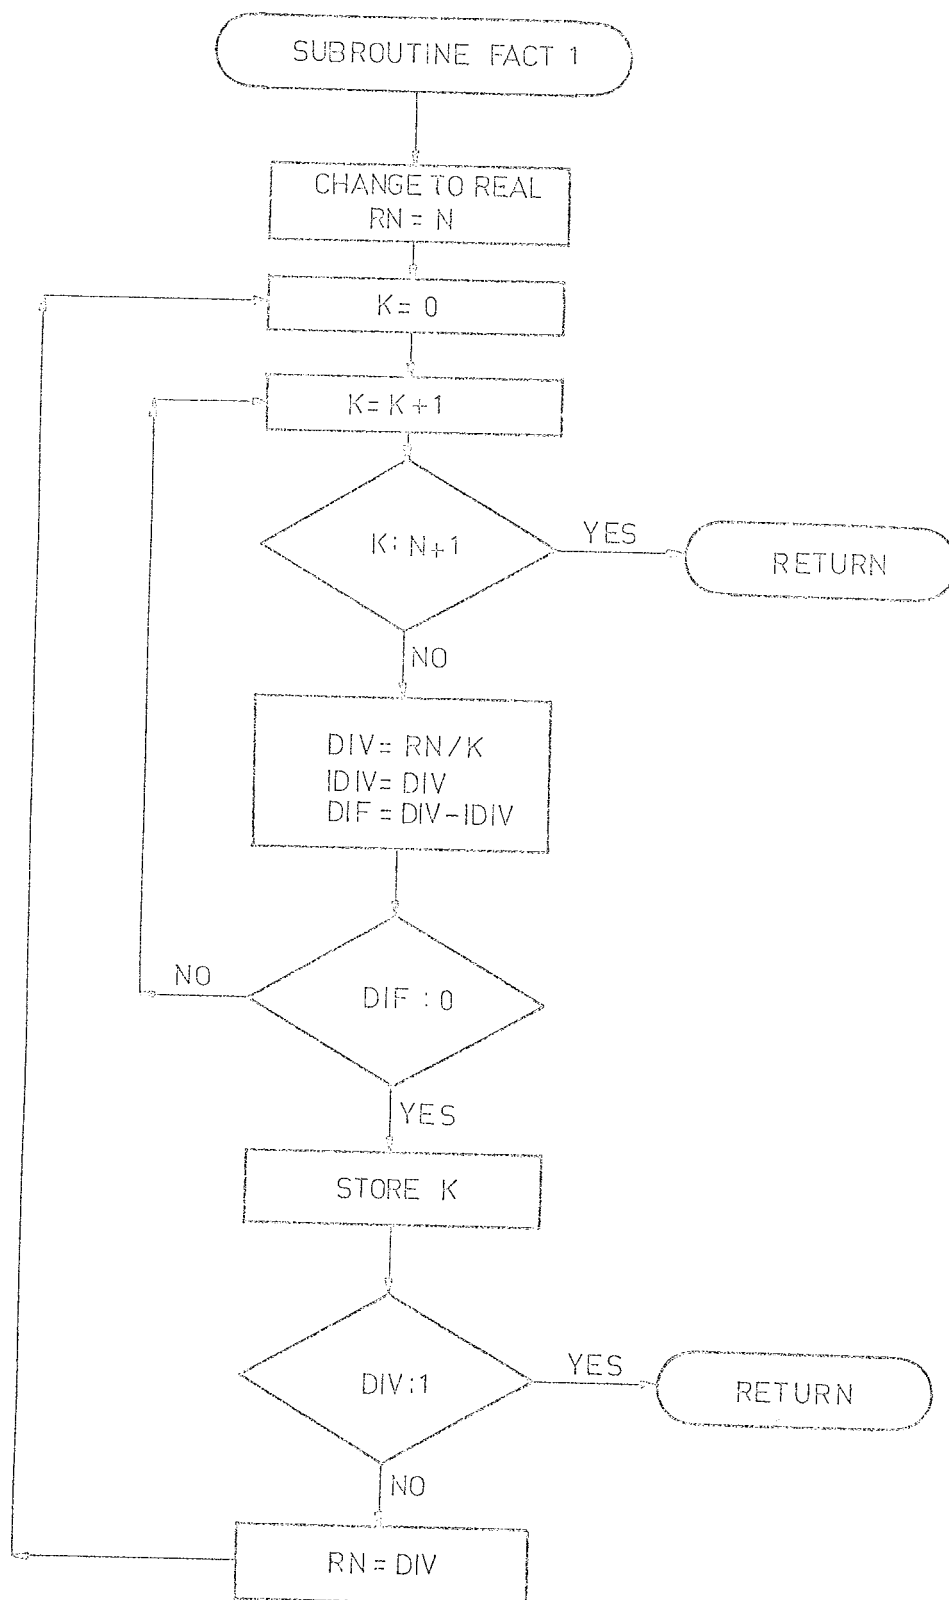 SUBROUTINE FACT 1
CHANGE TO REAL
RN = N
K = 0
K = K+1
K: N+1
YES
RETURN
NO
DIV = RN/K
IDIV = DIV
DIF = DIV-IDIV
NO
DIF : 0
YES
STORE K
DIV:1
YES
RETURN
NO
RN = DIV